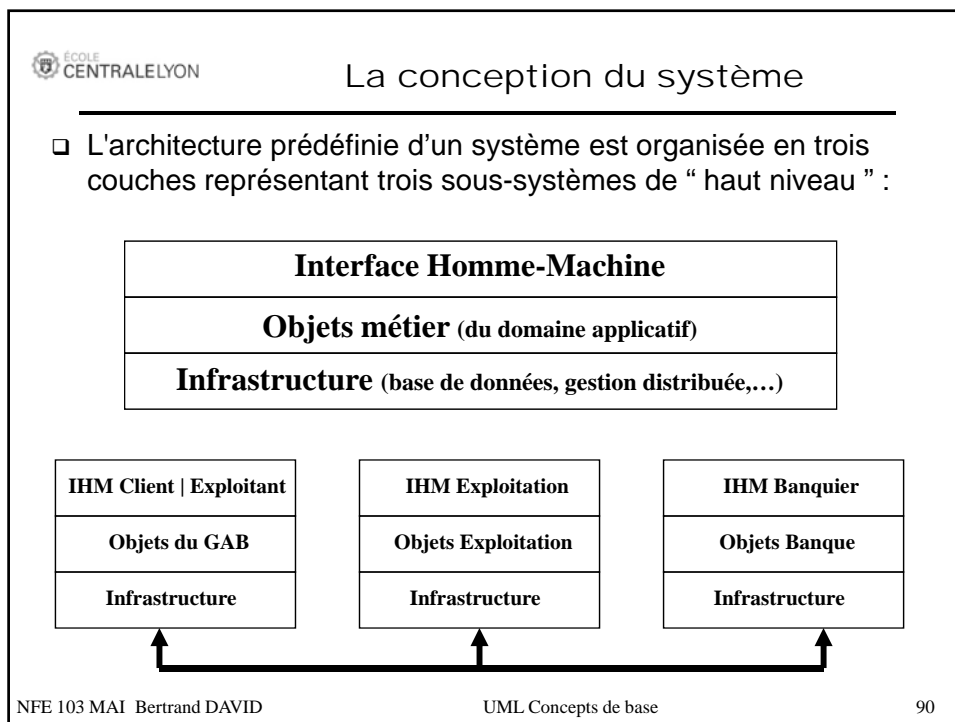 ÉCOLE
CENTRALELYON
La conception du système
❑ L'architecture prédéfinie d’un système est organisée en trois
couches représentant trois sous-systèmes de “ haut niveau ” :
Interface Homme-Machine
Objets métier (du domaine applicatif)
Infrastructure (base de données, gestion distribuée,…)
IHM Client | Exploitant
Objets du GAB
Infrastructure
IHM Exploitation
Objets Exploitation
Infrastructure
IHM Banquier
Objets Banque
Infrastructure
NFE 103 MAI  Bertrand DAVID
UML Concepts de base
90